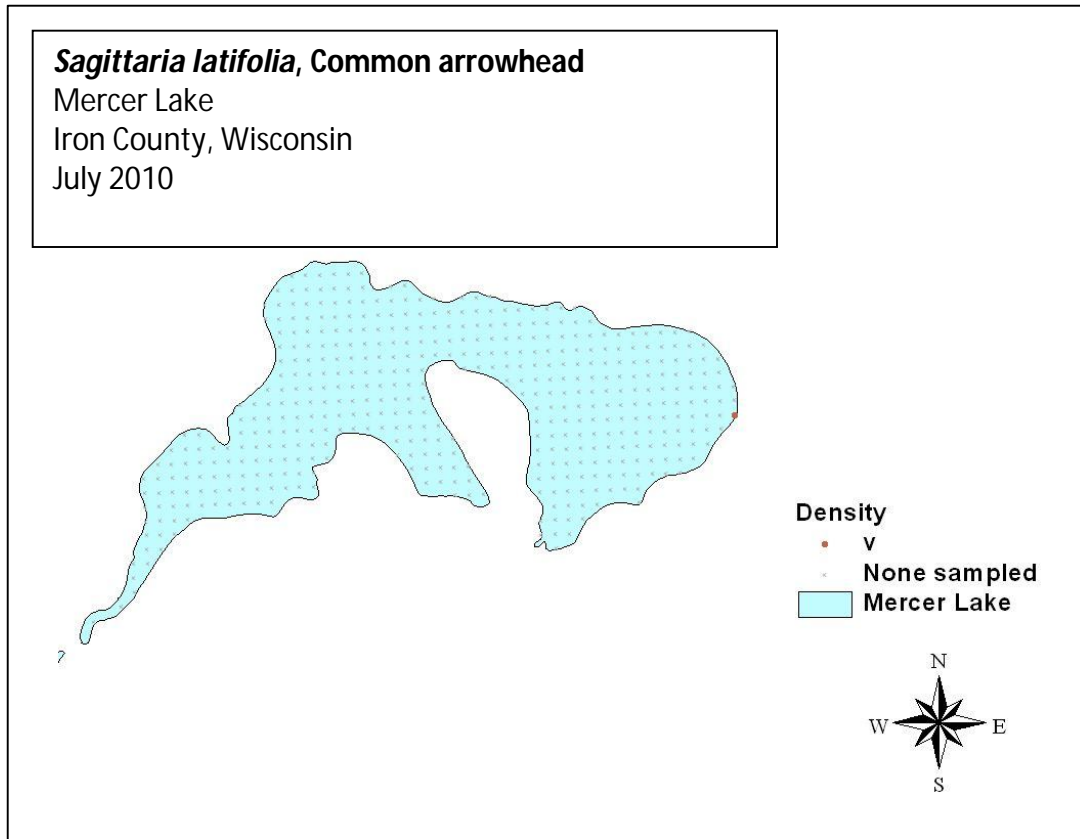 Sagittaria latifolia, Common arrowhead
Mercer Lake
Iron County, Wisconsin
July 2010
Density
v
None sampled
Mercer Lake
N
W E
S